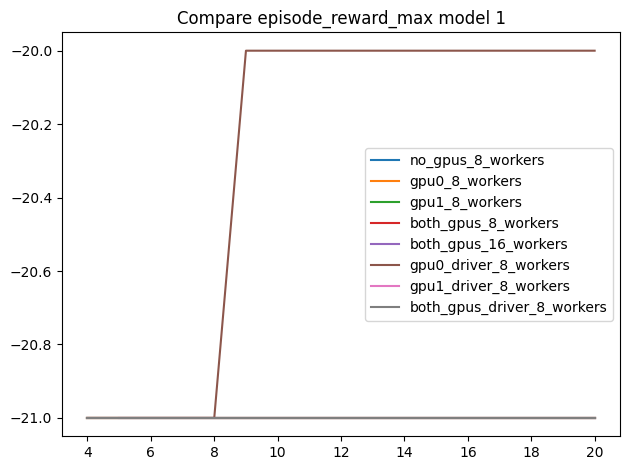 Compare episode_reward_max model 1
−20.0
−20.2
−20.4
−20.6
−20.8
−21.0
no_gpus_8_workers
gpu0_8_workers
gpu1_8_workers
both_gpus_8_workers
both_gpus_16_workers
gpu0_driver_8_workers
gpu1_driver_8_workers
both_gpus_driver_8_workers
4 6 8 10 12 14 16 18 20